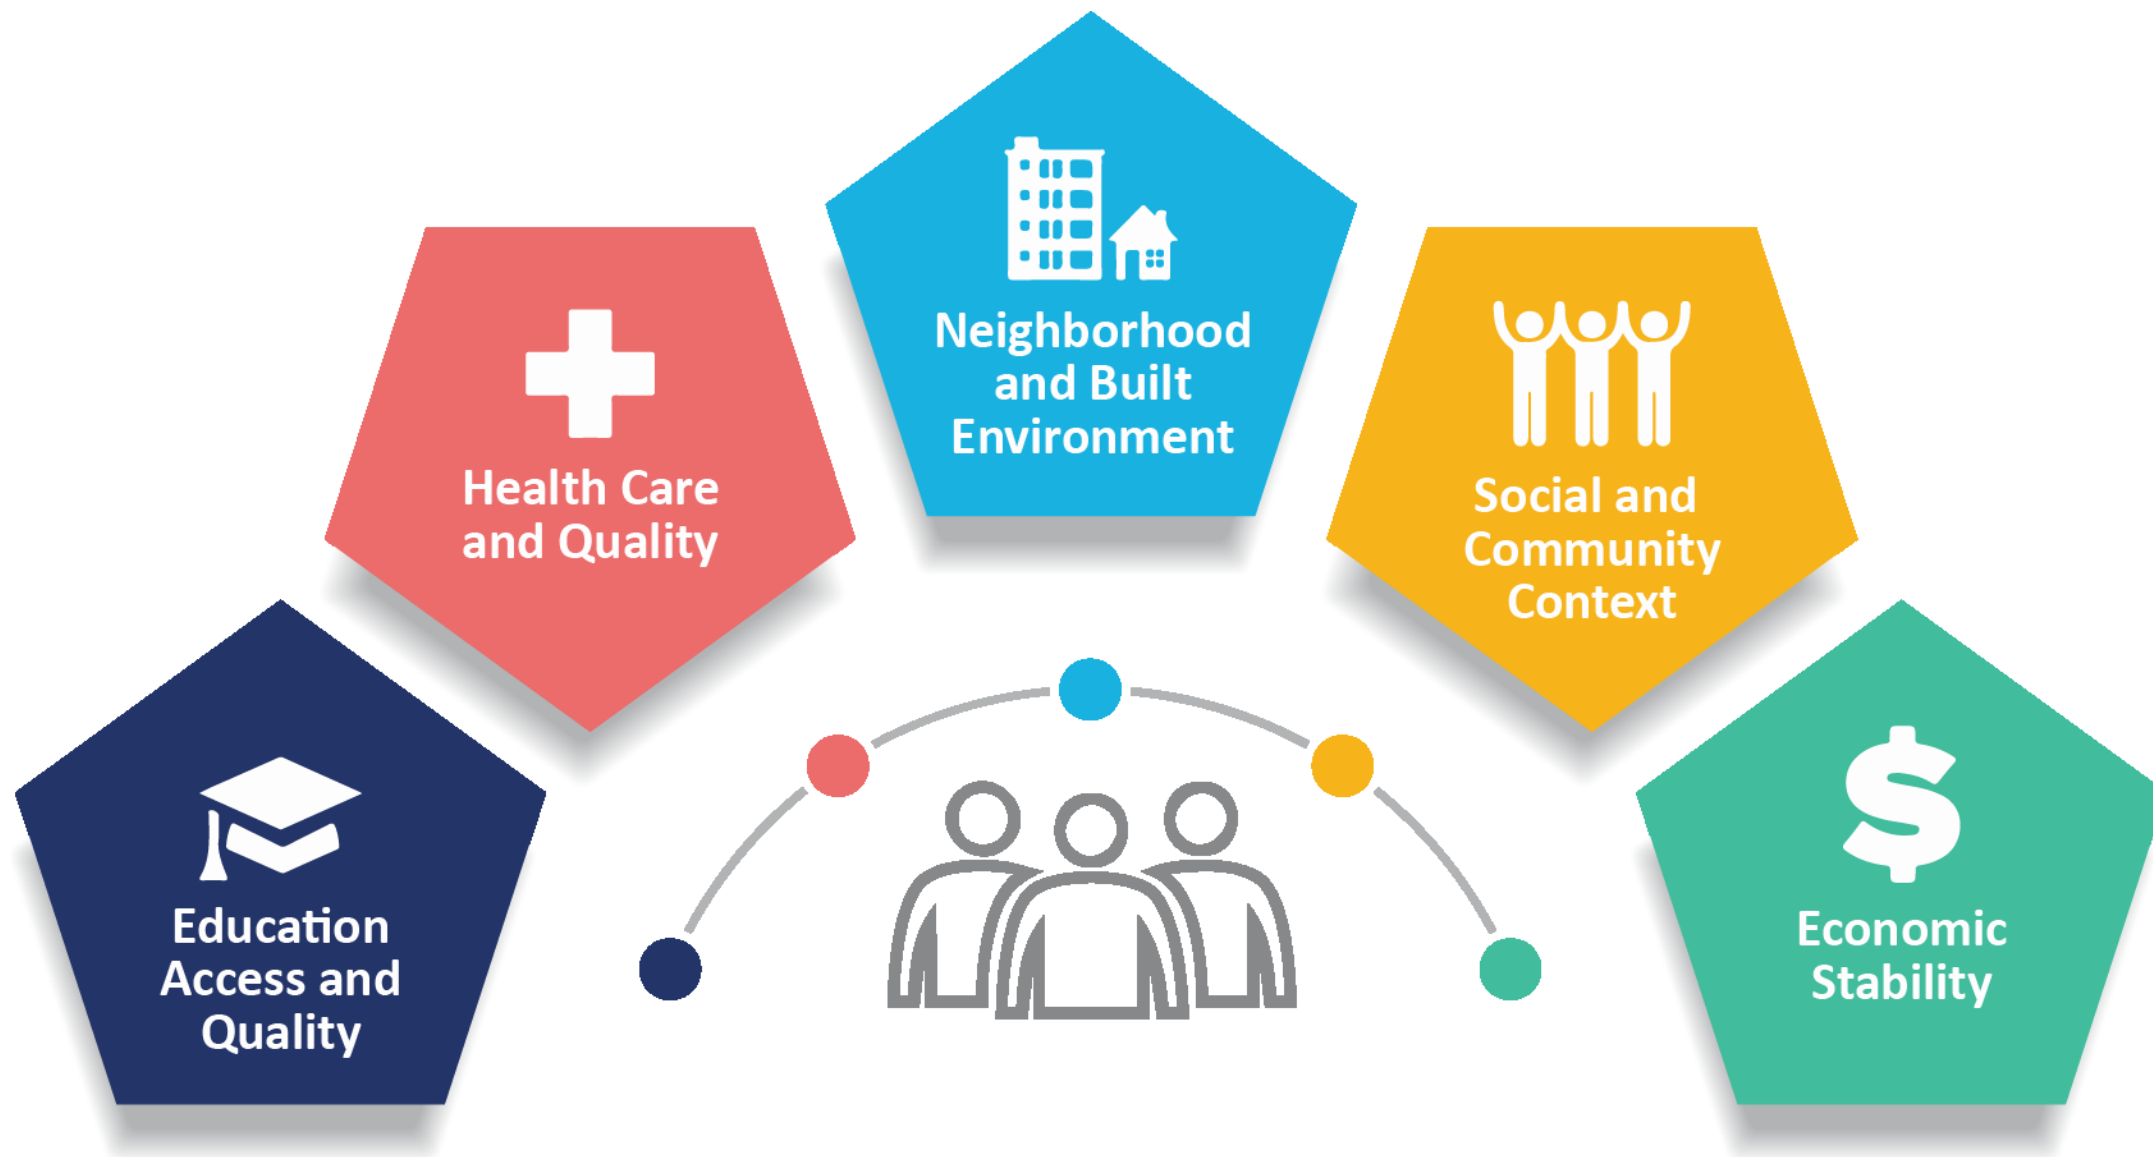 Education
Access and
Quality
Health Care
and Quality
Neighborhood
and Built
Environment
Social and
Community
Context
Economic
Stability